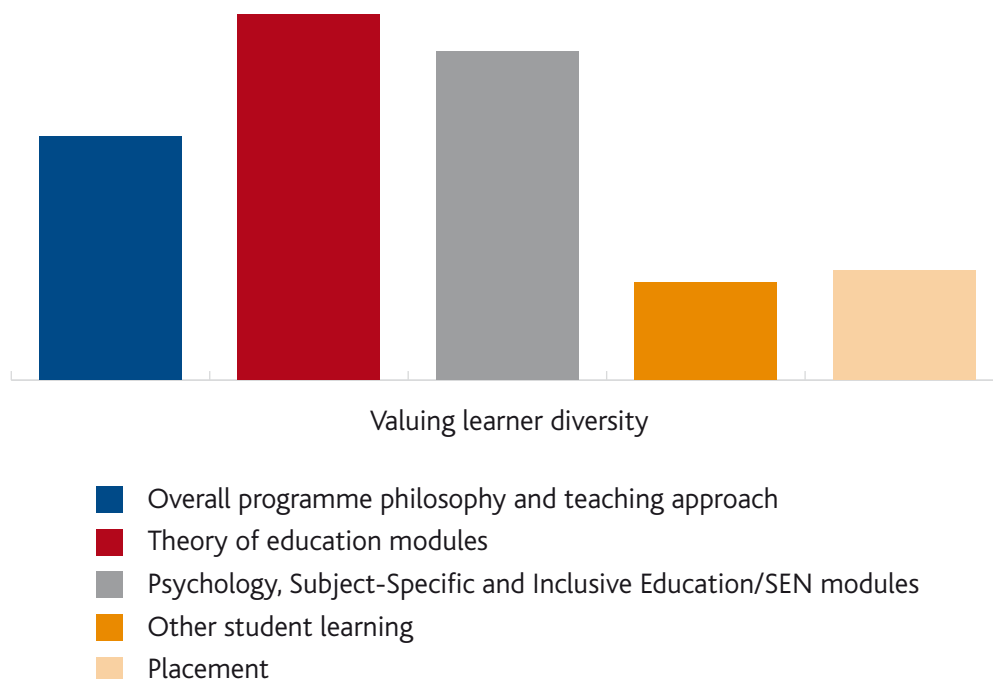 Valuing learner diversity
Overall programme philosophy and teaching approach
Theory of education modules
Psychology, Subject-Specific and Inclusive Education/SEN modules
Other student learning
Placement